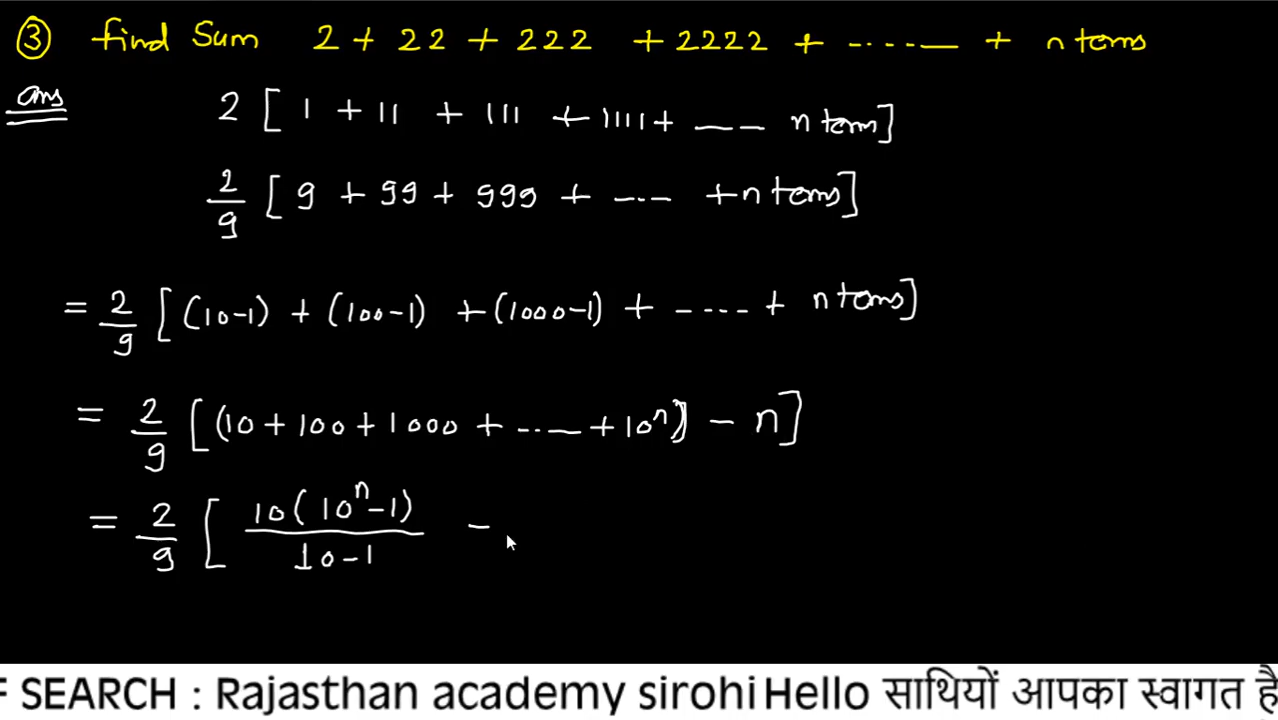 ③ find Sum 2 + 22 + 222 + 2222 + ------ + n terms
ans 2 [ 1 + 11 + 111 + 1111 + ---- n terms]
2/9 [ 9 + 99 + 999 + ---- + n terms]
= 2/9 [(10-1) + (100-1) + (1000-1) + ---- + n terms]
= 2/9 [(10 + 100 + 1000 + ---- + 10ⁿ) - n]
= 2/9 [ 10(10ⁿ-1)/10-1 -
F SEARCH : Rajasthan academy sirohi Hello साथियों आपका स्वागत है